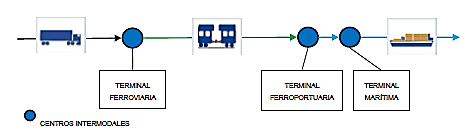 TERMINAL
FERROVIARIA
TERMINAL
FERROPORTUARIA
TERMINAL
MARÍTIMA
CENTROS INTERMODALES